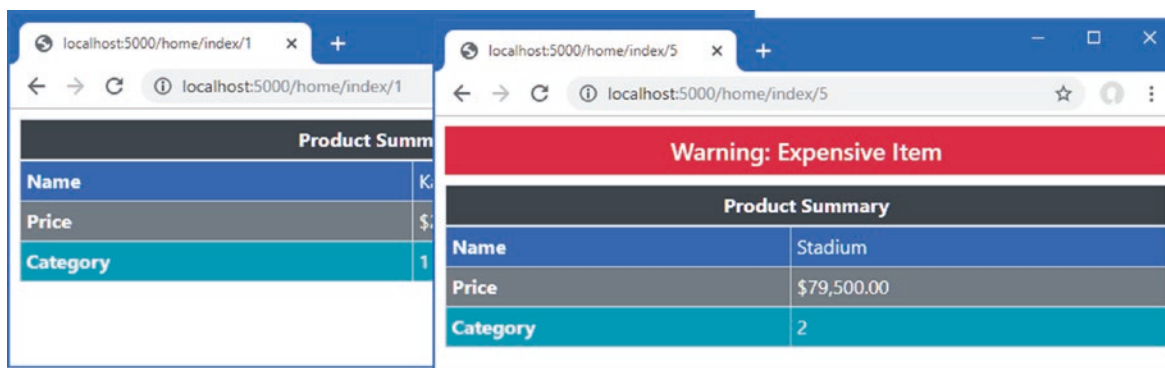 localhost:5000/home/index/1
localhost:5000/home/index/1
Product Summ
Name
Price
Category 1
localhost:5000/home/index/5
localhost:5000/home/index/5
Warning: Expensive Item
Product Summary
Name Stadium
Price $79,500.00
Category 2